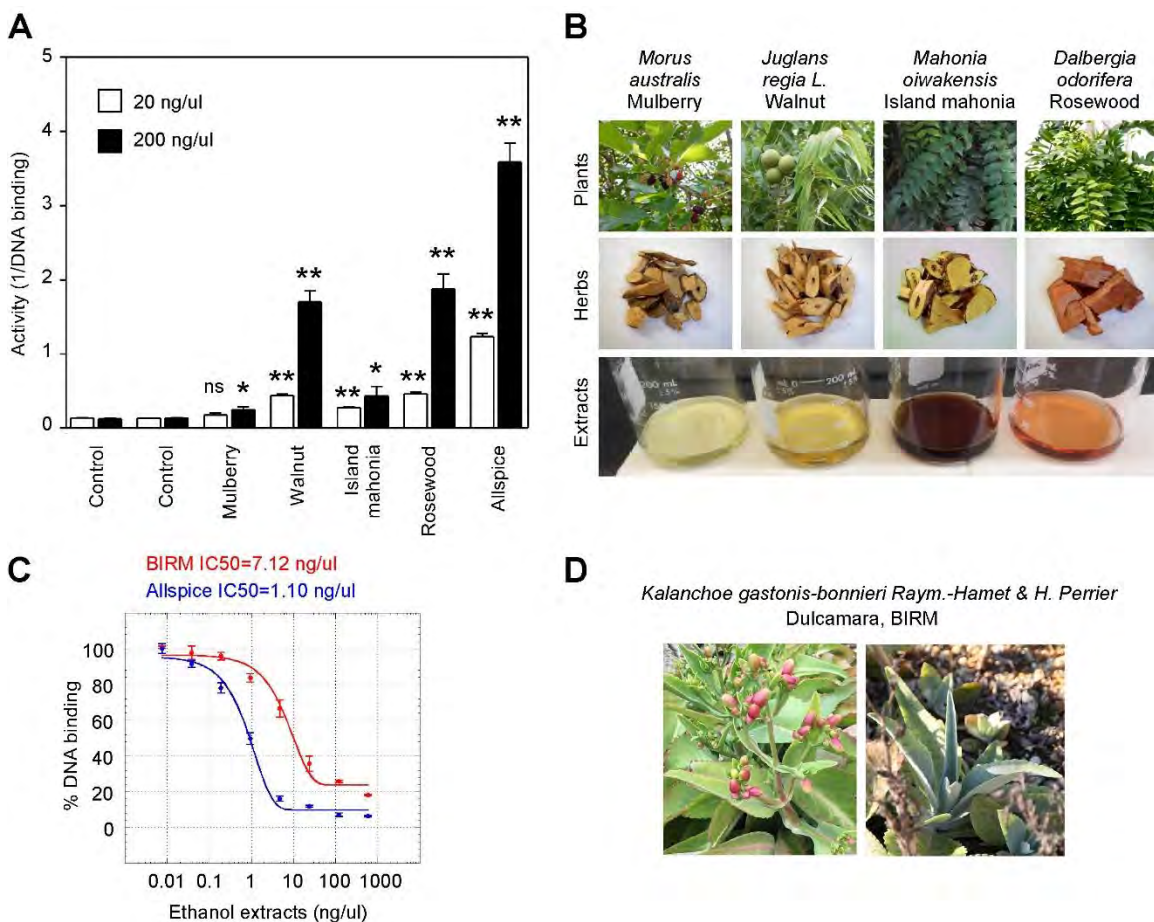 A
Activity (1/DNA binding)
5
4
3
2
1
0
20 ng/ul
200 ng/ul
ns
*
**
**
**
*
**
**
**
**
Control
Control
Mulberry
Walnut
Island
mahonia
Rosewood
Allspice
B
Morus
australis
Mulberry
Juglans
regia L.
Walnut
Mahonia
oiwakensis
Island mahonia
Dalbergia
odorifera
Rosewood
Plants
Herbs
Extracts
200 mL
200 mL
C
BIRM IC50=7.12 ng/ul
Allspice IC50=1.10 ng/ul
% DNA binding
100
80
60
40
20
0
0.01 0.1 1 10 100 1000
Ethanol extracts (ng/ul)
D
Kalanchoe gastonis-bonnieri Raym.-Hamet & H. Perrier
Dulcamara, BIRM